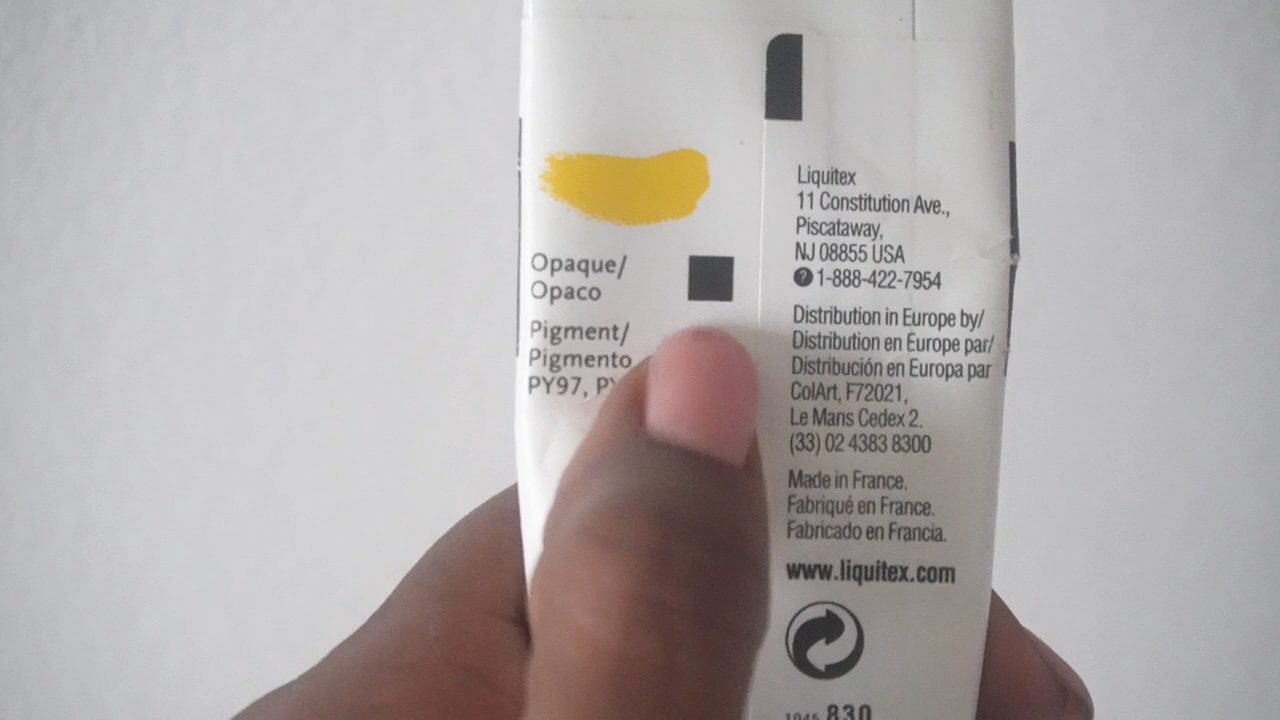 Opaque/
Opaco
Pigment/
Pigmento
PY97,
Liquitex
11 Constitution Ave.,
Piscataway,
NJ 08855 USA
? 1-888-422-7954
Distribution in Europe by/
Distribution en Europe par/
Distribución en Europa par
ColArt, F72021,
Le Mans Cedex 2.
(33) 02 4383 8300
Made in France.
Fabriqué en France.
Fabricado en Francia.
www.liquitex.com
830